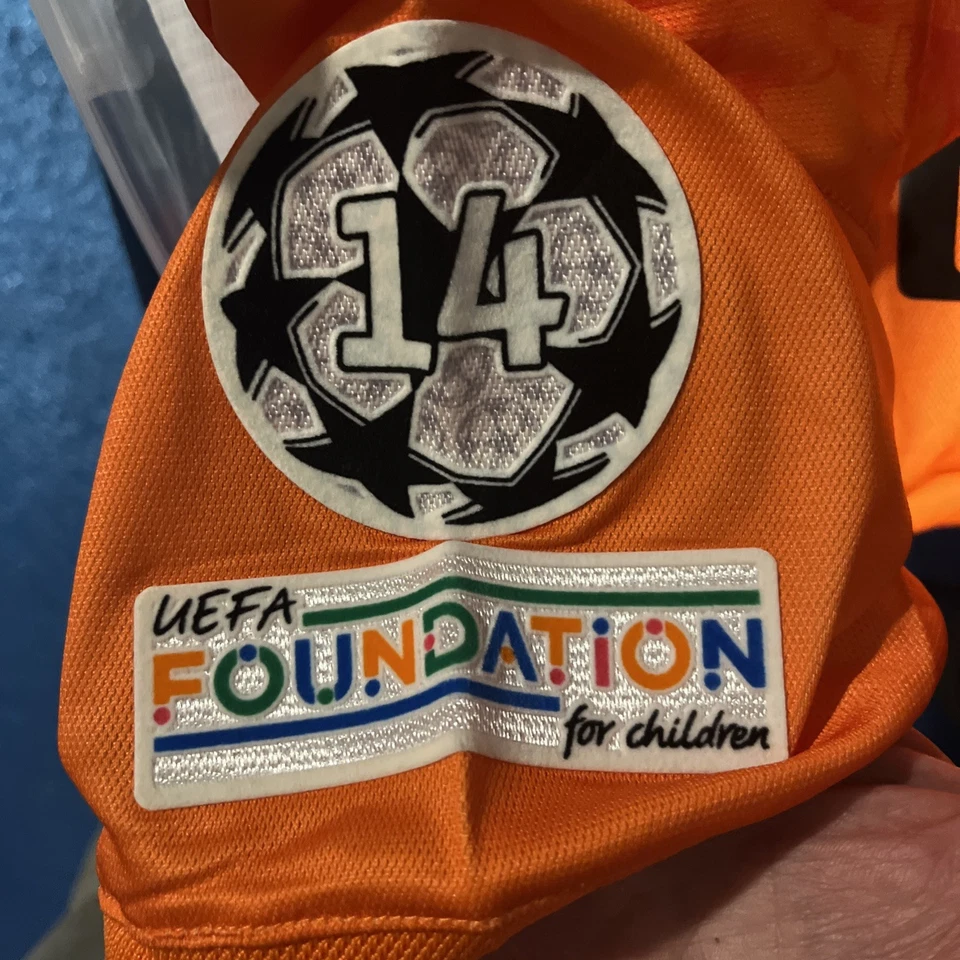 14
UEFA
FOUNDATION
for children